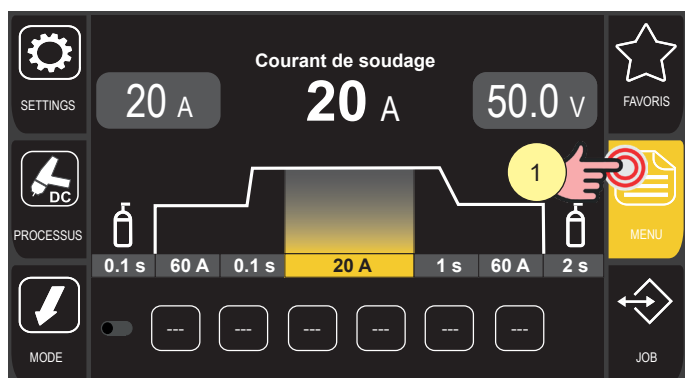 Courant de soudage
20 A
20 A
50.0 V
SETTINGS
FAVORIS
1
DC
PROCESSUS
MENU
0.1 s 60 A 0.1 s 20 A 1 s 60 A 2 s
--- --- --- --- --- ---
MODE
JOB